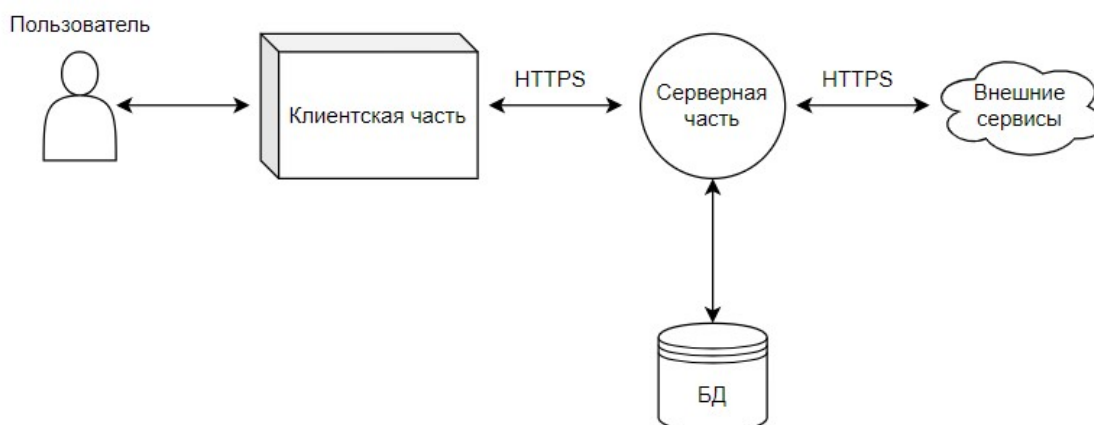 Пользователь
Клиентская часть
HTTPS
Серверная
часть
HTTPS
Внешние
сервисы
БД